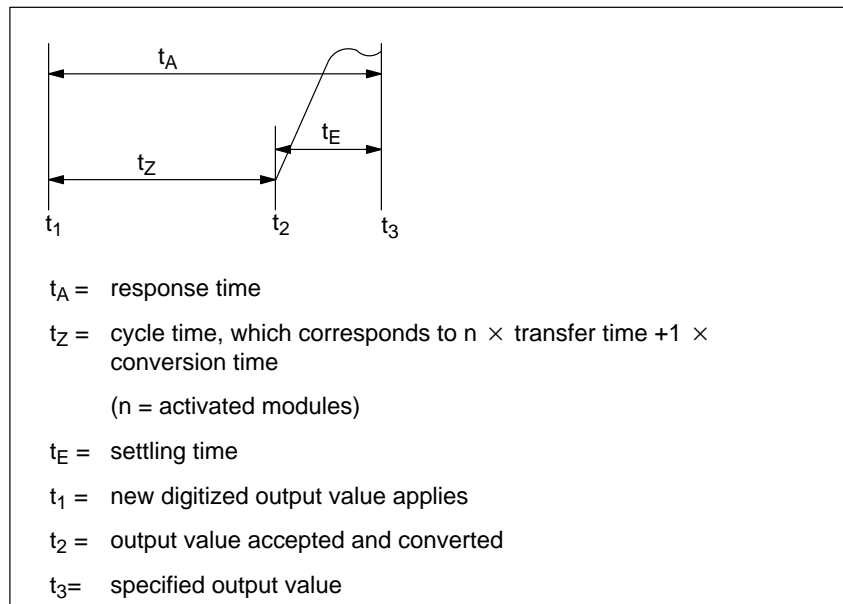 tA
tE
tZ
t1 t2 t3
tA = response time
tZ = cycle time, which corresponds to n × transfer time +1 ×
conversion time
(n = activated modules)
tE = settling time
t1 = new digitized output value applies
t2 = output value accepted and converted
t3= specified output value